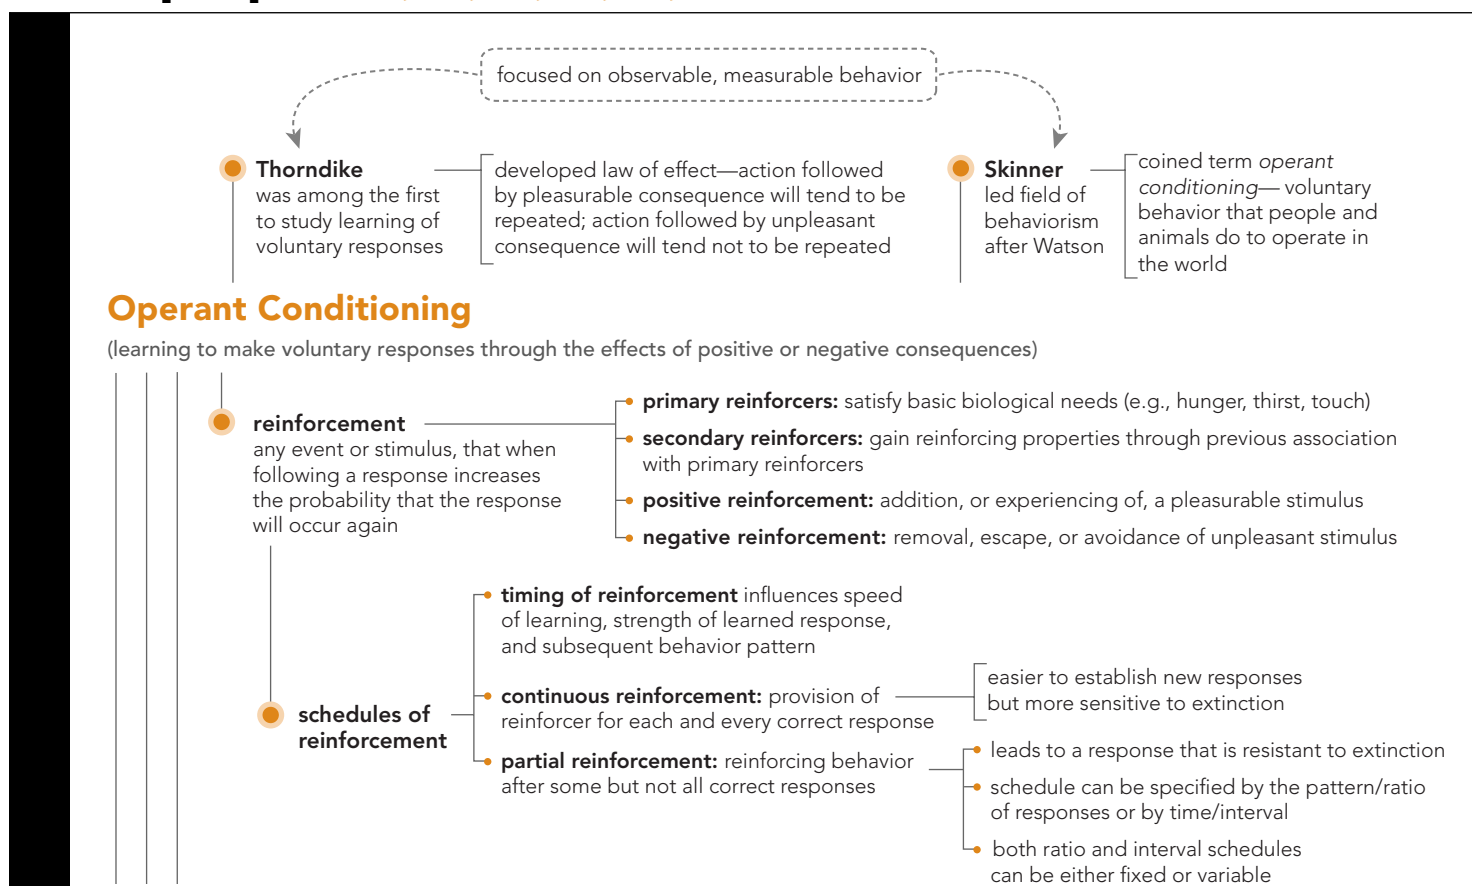 focused on observable, measurable behavior
Thorndike
was among the first
to study learning of
voluntary responses
developed law of effect—action followed
by pleasurable consequence will tend to be
repeated; action followed by unpleasant
consequence will tend not to be repeated
Skinner
led field of
behaviorism
after Watson
coined term operant
conditioning— voluntary
behavior that people and
animals do to operate in
the world
Operant Conditioning
(learning to make voluntary responses through the effects of positive or negative consequences)
reinforcement
any event or stimulus, that when
following a response increases
the probability that the response
will occur again
primary reinforcers: satisfy basic biological needs (e.g., hunger, thirst, touch)
secondary reinforcers: gain reinforcing properties through previous association
with primary reinforcers
positive reinforcement: addition, or experiencing of, a pleasurable stimulus
negative reinforcement: removal, escape, or avoidance of unpleasant stimulus
schedules of
reinforcement
timing of reinforcement influences speed
of learning, strength of learned response,
and subsequent behavior pattern
continuous reinforcement: provision of
reinforcer for each and every correct response
easier to establish new responses
but more sensitive to extinction
partial reinforcement: reinforcing behavior
after some but not all correct responses
leads to a response that is resistant to extinction
schedule can be specified by the pattern/ratio
of responses or by time/interval
both ratio and interval schedules
can be either fixed or variable